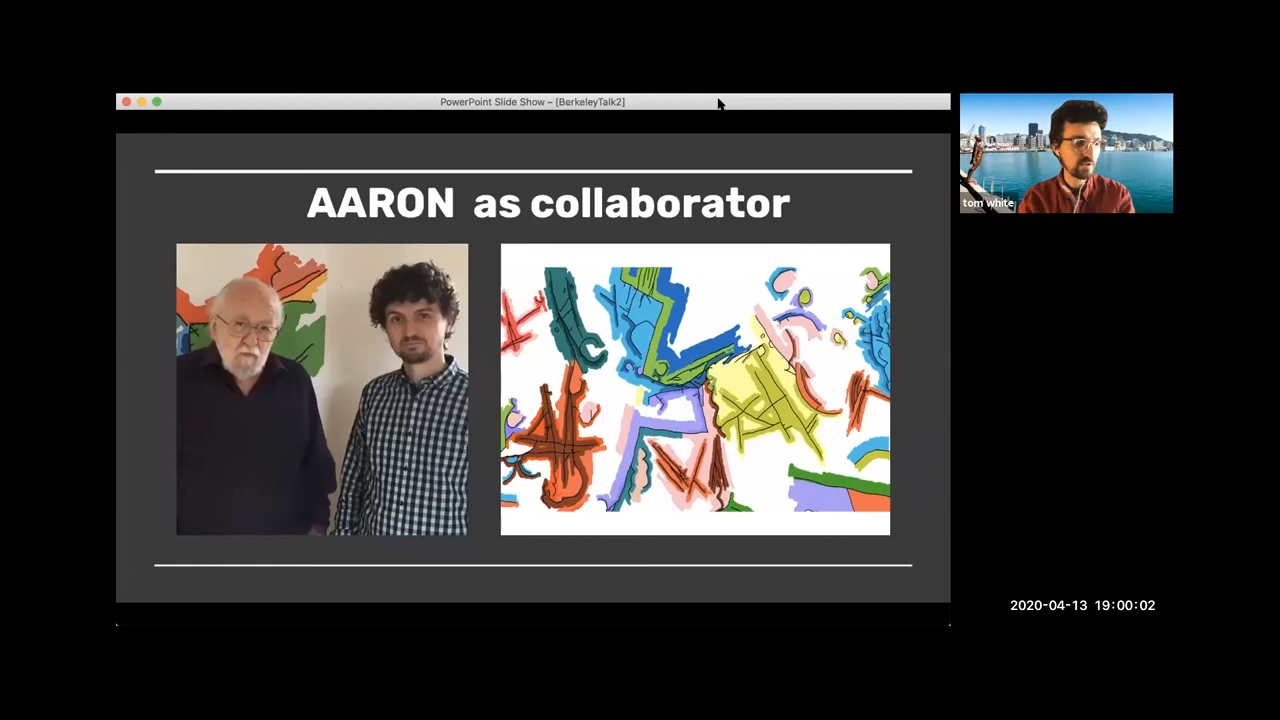 PowerPoint Slide Show – [BerkeleyTalk2]
AARON as collaborator
tom white
2020-04-13 19:00:02